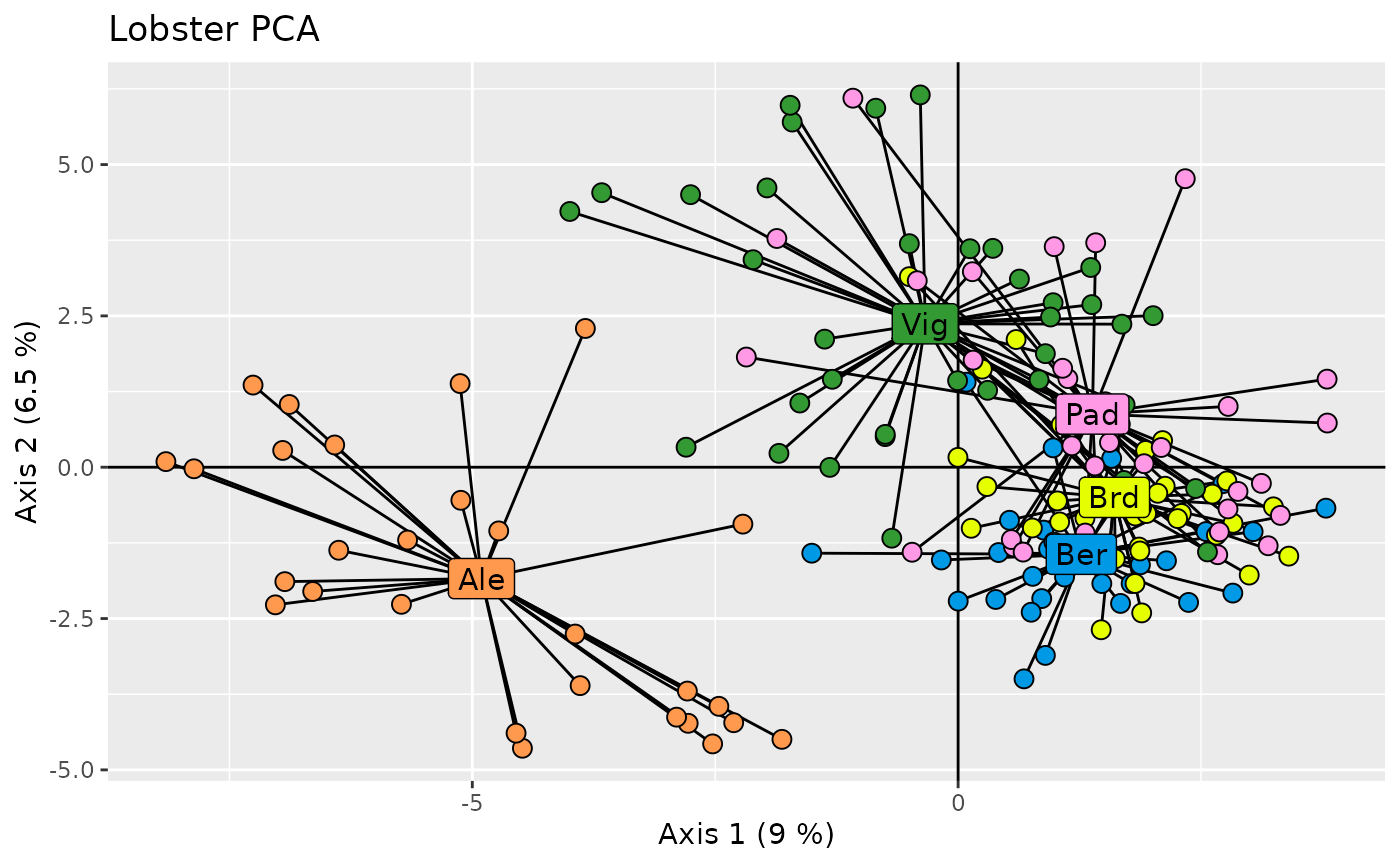 Lobster PCA
Axis 2 (6.5 %)
5.0
2.5
0.0
-2.5
-5.0
Vig
Pad
Brd
Ber
Ale
-5
0
Axis 1 (9 %)